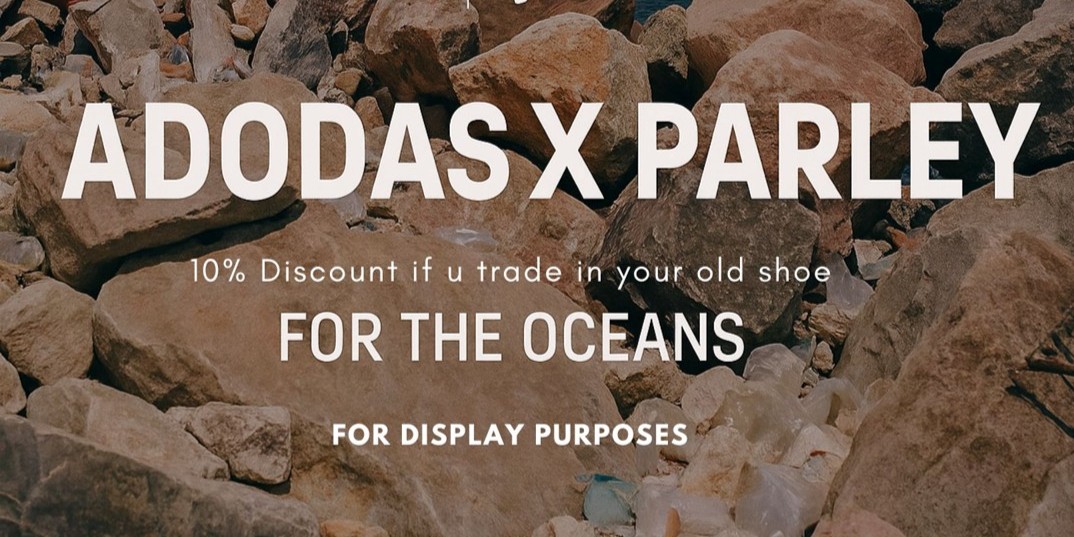 ADODAS X PARLEY
10% Discount if u trade in your old shoe
FOR THE OCEANS
FOR DISPLAY PURPOSES